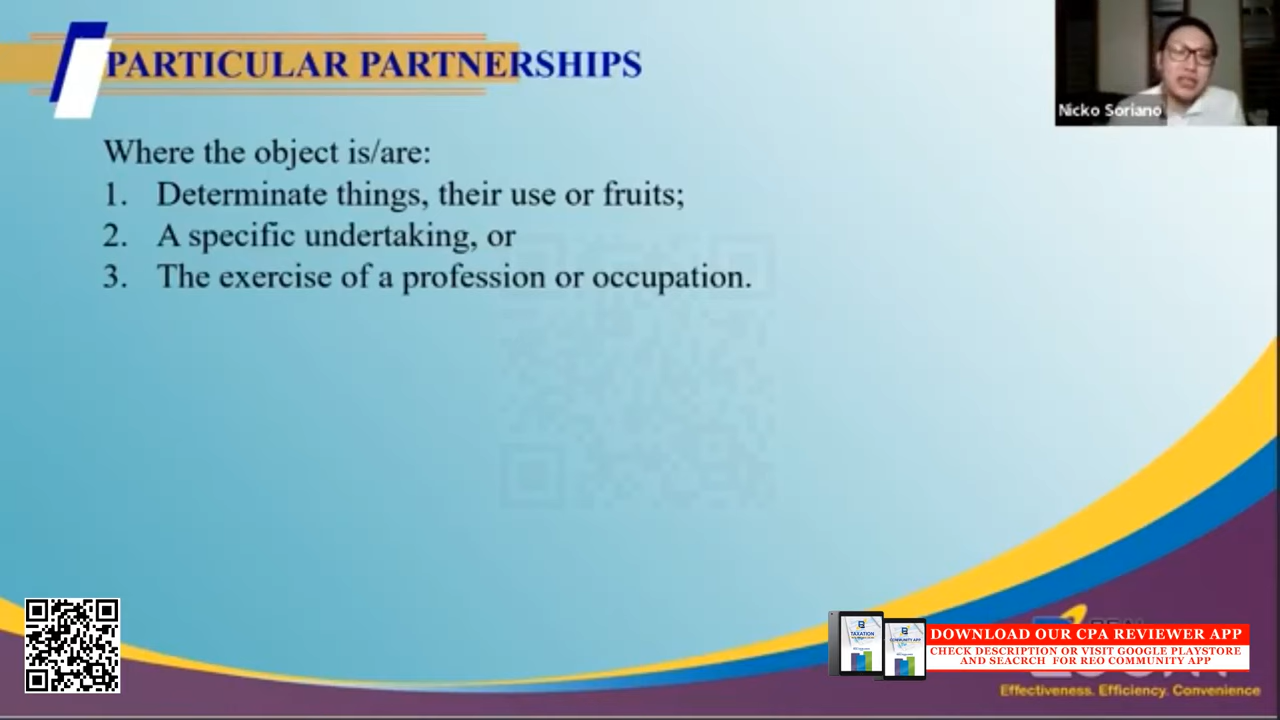 PARTICULAR PARTNERSHIPS
Nicko Soriano
Where the object is/are:
1. Determinate things, their use or fruits;
2. A specific undertaking, or
3. The exercise of a profession or occupation.
TAXATION
COMMUNITY APP
DOWNLOAD OUR CPA REVIEWER APP
CHECK DESCRIPTION OR VISIT GOOGLE PLAYSTORE
AND SEACRCH FOR REO COMMUNITY APP
Effectiveness. Efficiency. Convenience